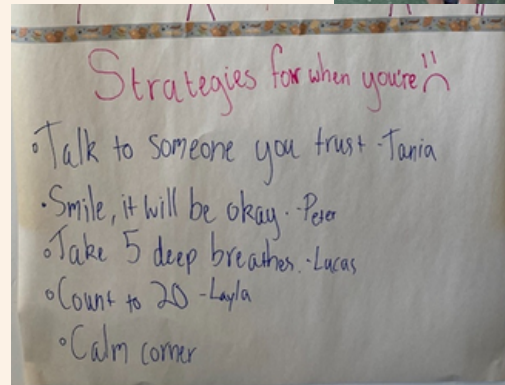 Strategies for when you're
Talk to someone you trust - Tania
Smile, it will be okay. - Peter
Take 5 deep breathes. - Lucas
Count to 20 - Layla
Calm corner